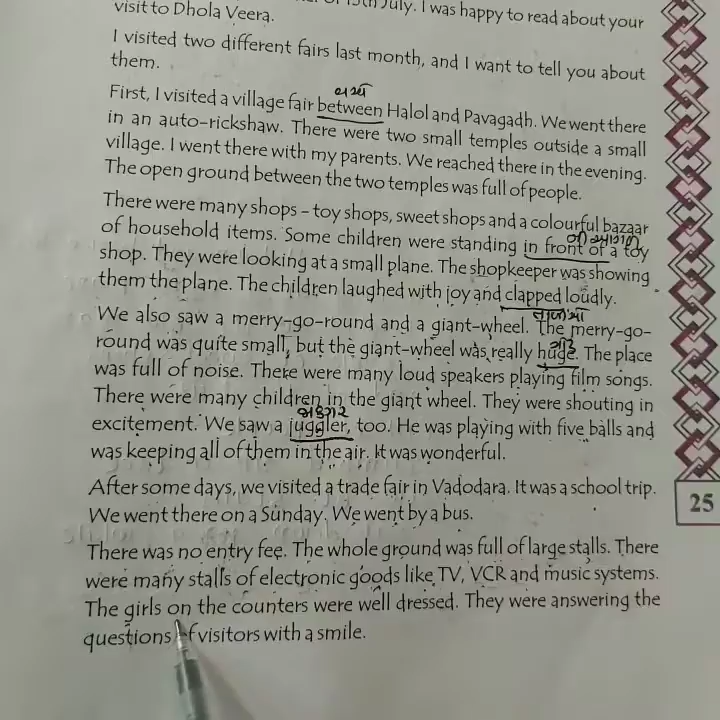 of 15th July. I was happy to read about your
visit to Dhola Veera.
I visited two different fairs last month, and I want to tell you about
them.
First, I visited a village fair between Halol and Pavagadh. We went there
in an auto-rickshaw. There were two small temples outside a small
village. I went there with my parents. We reached there in the evening.
The open ground between the two temples was full of people.
There were many shops - toy shops, sweet shops and a colourful bazaar
of household items. Some children were standing in front of a toy
shop. They were looking at a small plane. The shopkeeper was showing
them the plane. The children laughed with joy and clapped loudly.
We also saw a merry-go-round and a giant-wheel. The merry-go-
round was quite small, but the giant-wheel was really huge. The place
was full of noise. There were many loud speakers playing film songs.
There were many children in the giant wheel. They were shouting in
excitement. We saw a juggler, too. He was playing with five balls and
was keeping all of them in the air. It was wonderful.
After some days, we visited a trade fair in Vadodara. It was a school trip.
We went there on a Sunday. We went by a bus.
25
There was no entry fee. The whole ground was full of large stalls. There
were many stalls of electronic goods like TV, VCR and music systems.
The girls on the counters were well dressed. They were answering the
questions of visitors with a smile.